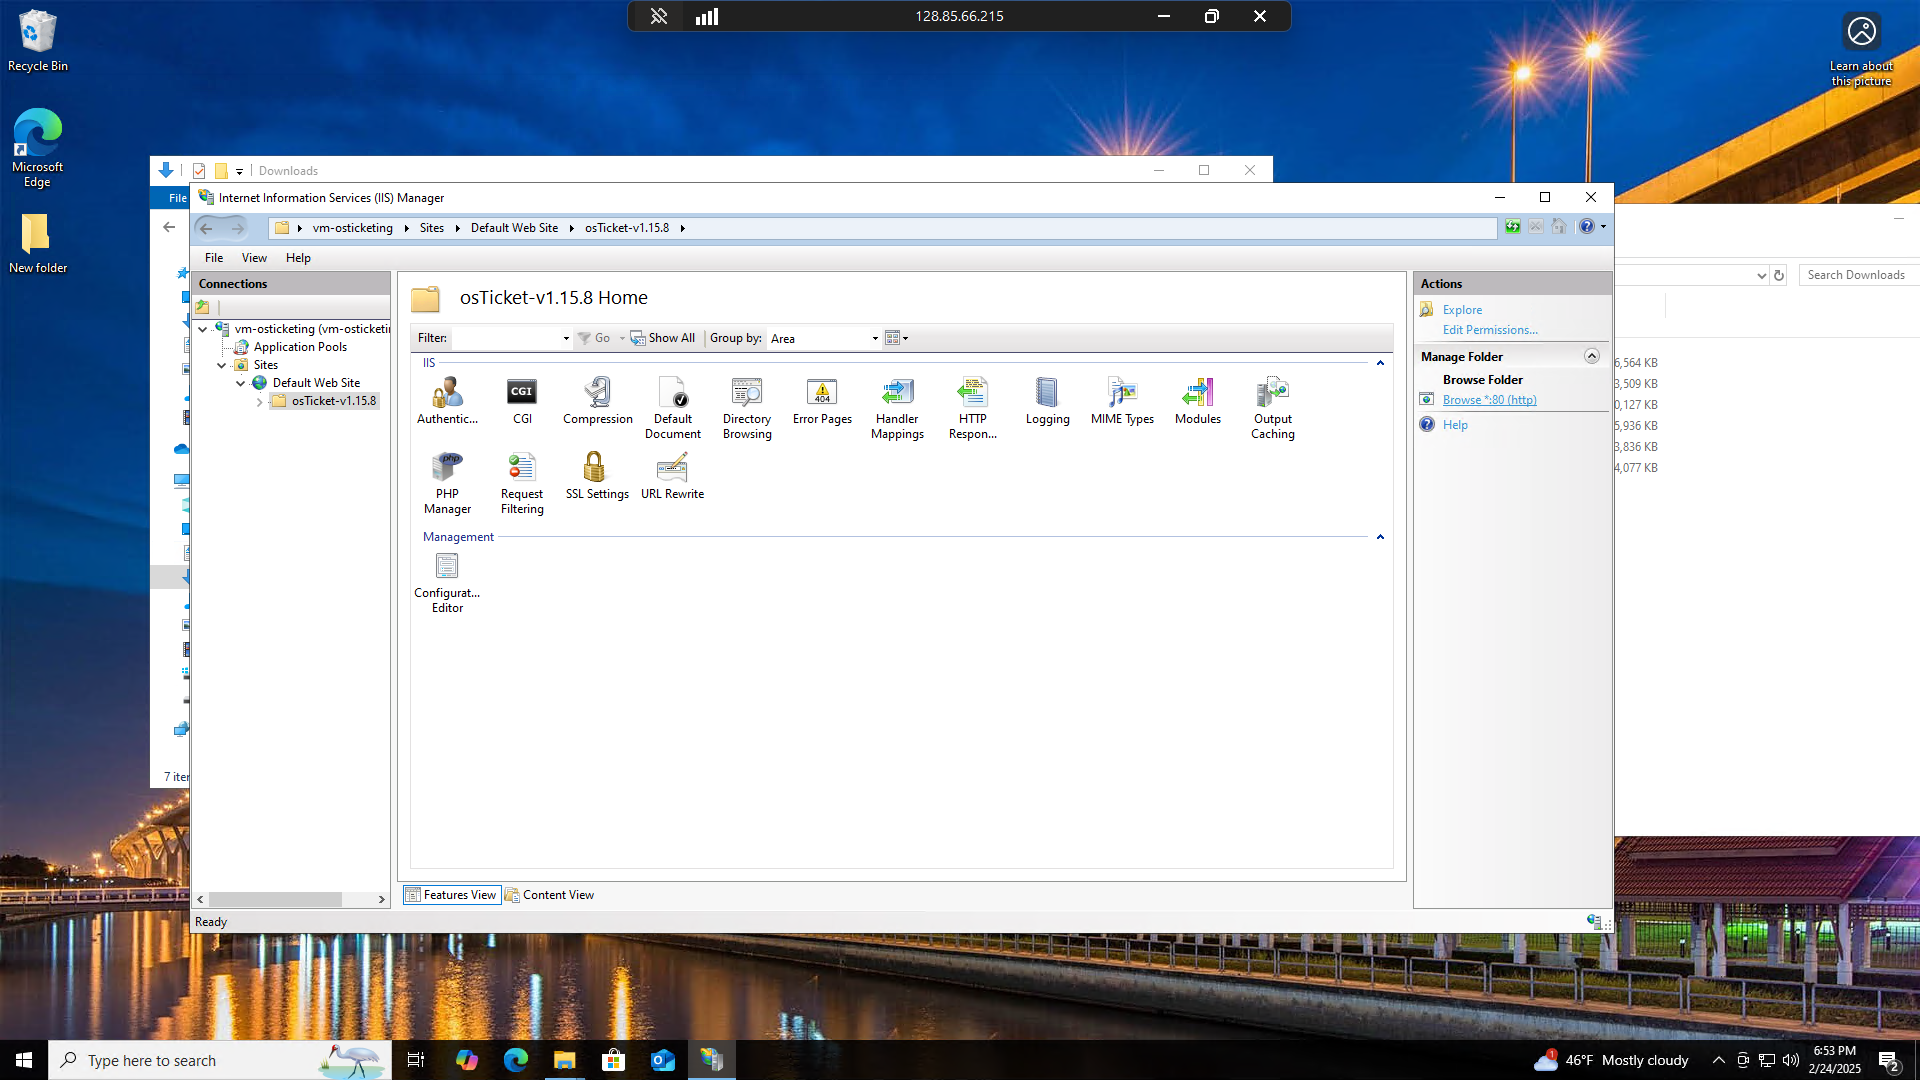 128.85.66.215
Recycle Bin
Microsoft
Edge
New folder
Learn about
this picture
Downloads
File
Internet Information Services (IIS) Manager
vm-osticketing
Sites
Default Web Site
osTicket-v1.15.8
File
View
Help
Search Downloads
Connections
vm-osticketing (vm-osticketi
Application Pools
Sites
Default Web Site
osTicket-v1.15.8
osTicket-v1.15.8 Home
Filter:
Go
Show All
Group by:
Area
IIS
Authentic...
CGI
CGI
Compression
Default
Document
Directory
Browsing
404
Error Pages
Handler
Mappings
HTTP
Respon...
Logging
MIME Types
Modules
Output
Caching
php
PHP
Manager
Request
Filtering
SSL Settings
URL Rewrite
Management
Configurat...
Editor
Actions
Explore
Edit Permissions...
Manage Folder
Browse Folder
Browse *:80 (http)
Help
6,564 KB
3,509 KB
0,127 KB
5,936 KB
3,836 KB
4,077 KB
7 iter
Features View
Content View
Ready
Type here to search
1
46°F Mostly cloudy
6:53 PM
2/24/2025
2